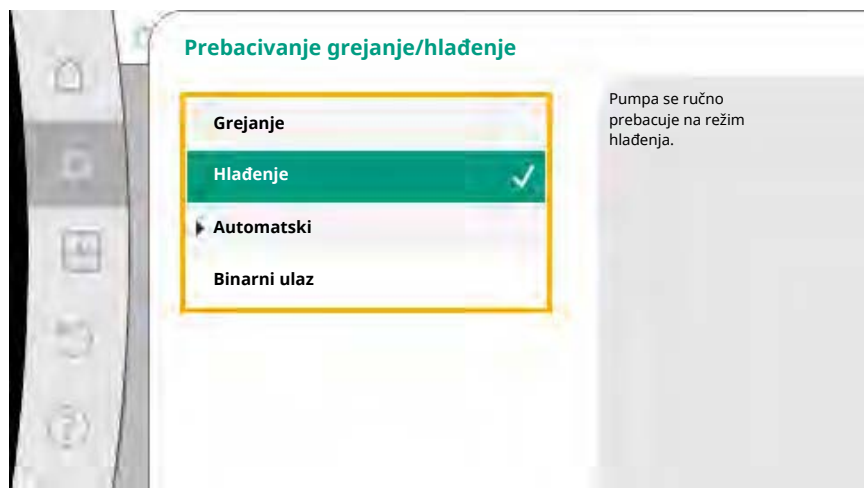 Prebacivanje grejanje/hlađenje
Grejanje
Hlađenje
Automatski
Binarni ulaz
Pumpa se ručno
prebacuje na režim
hlađenja.